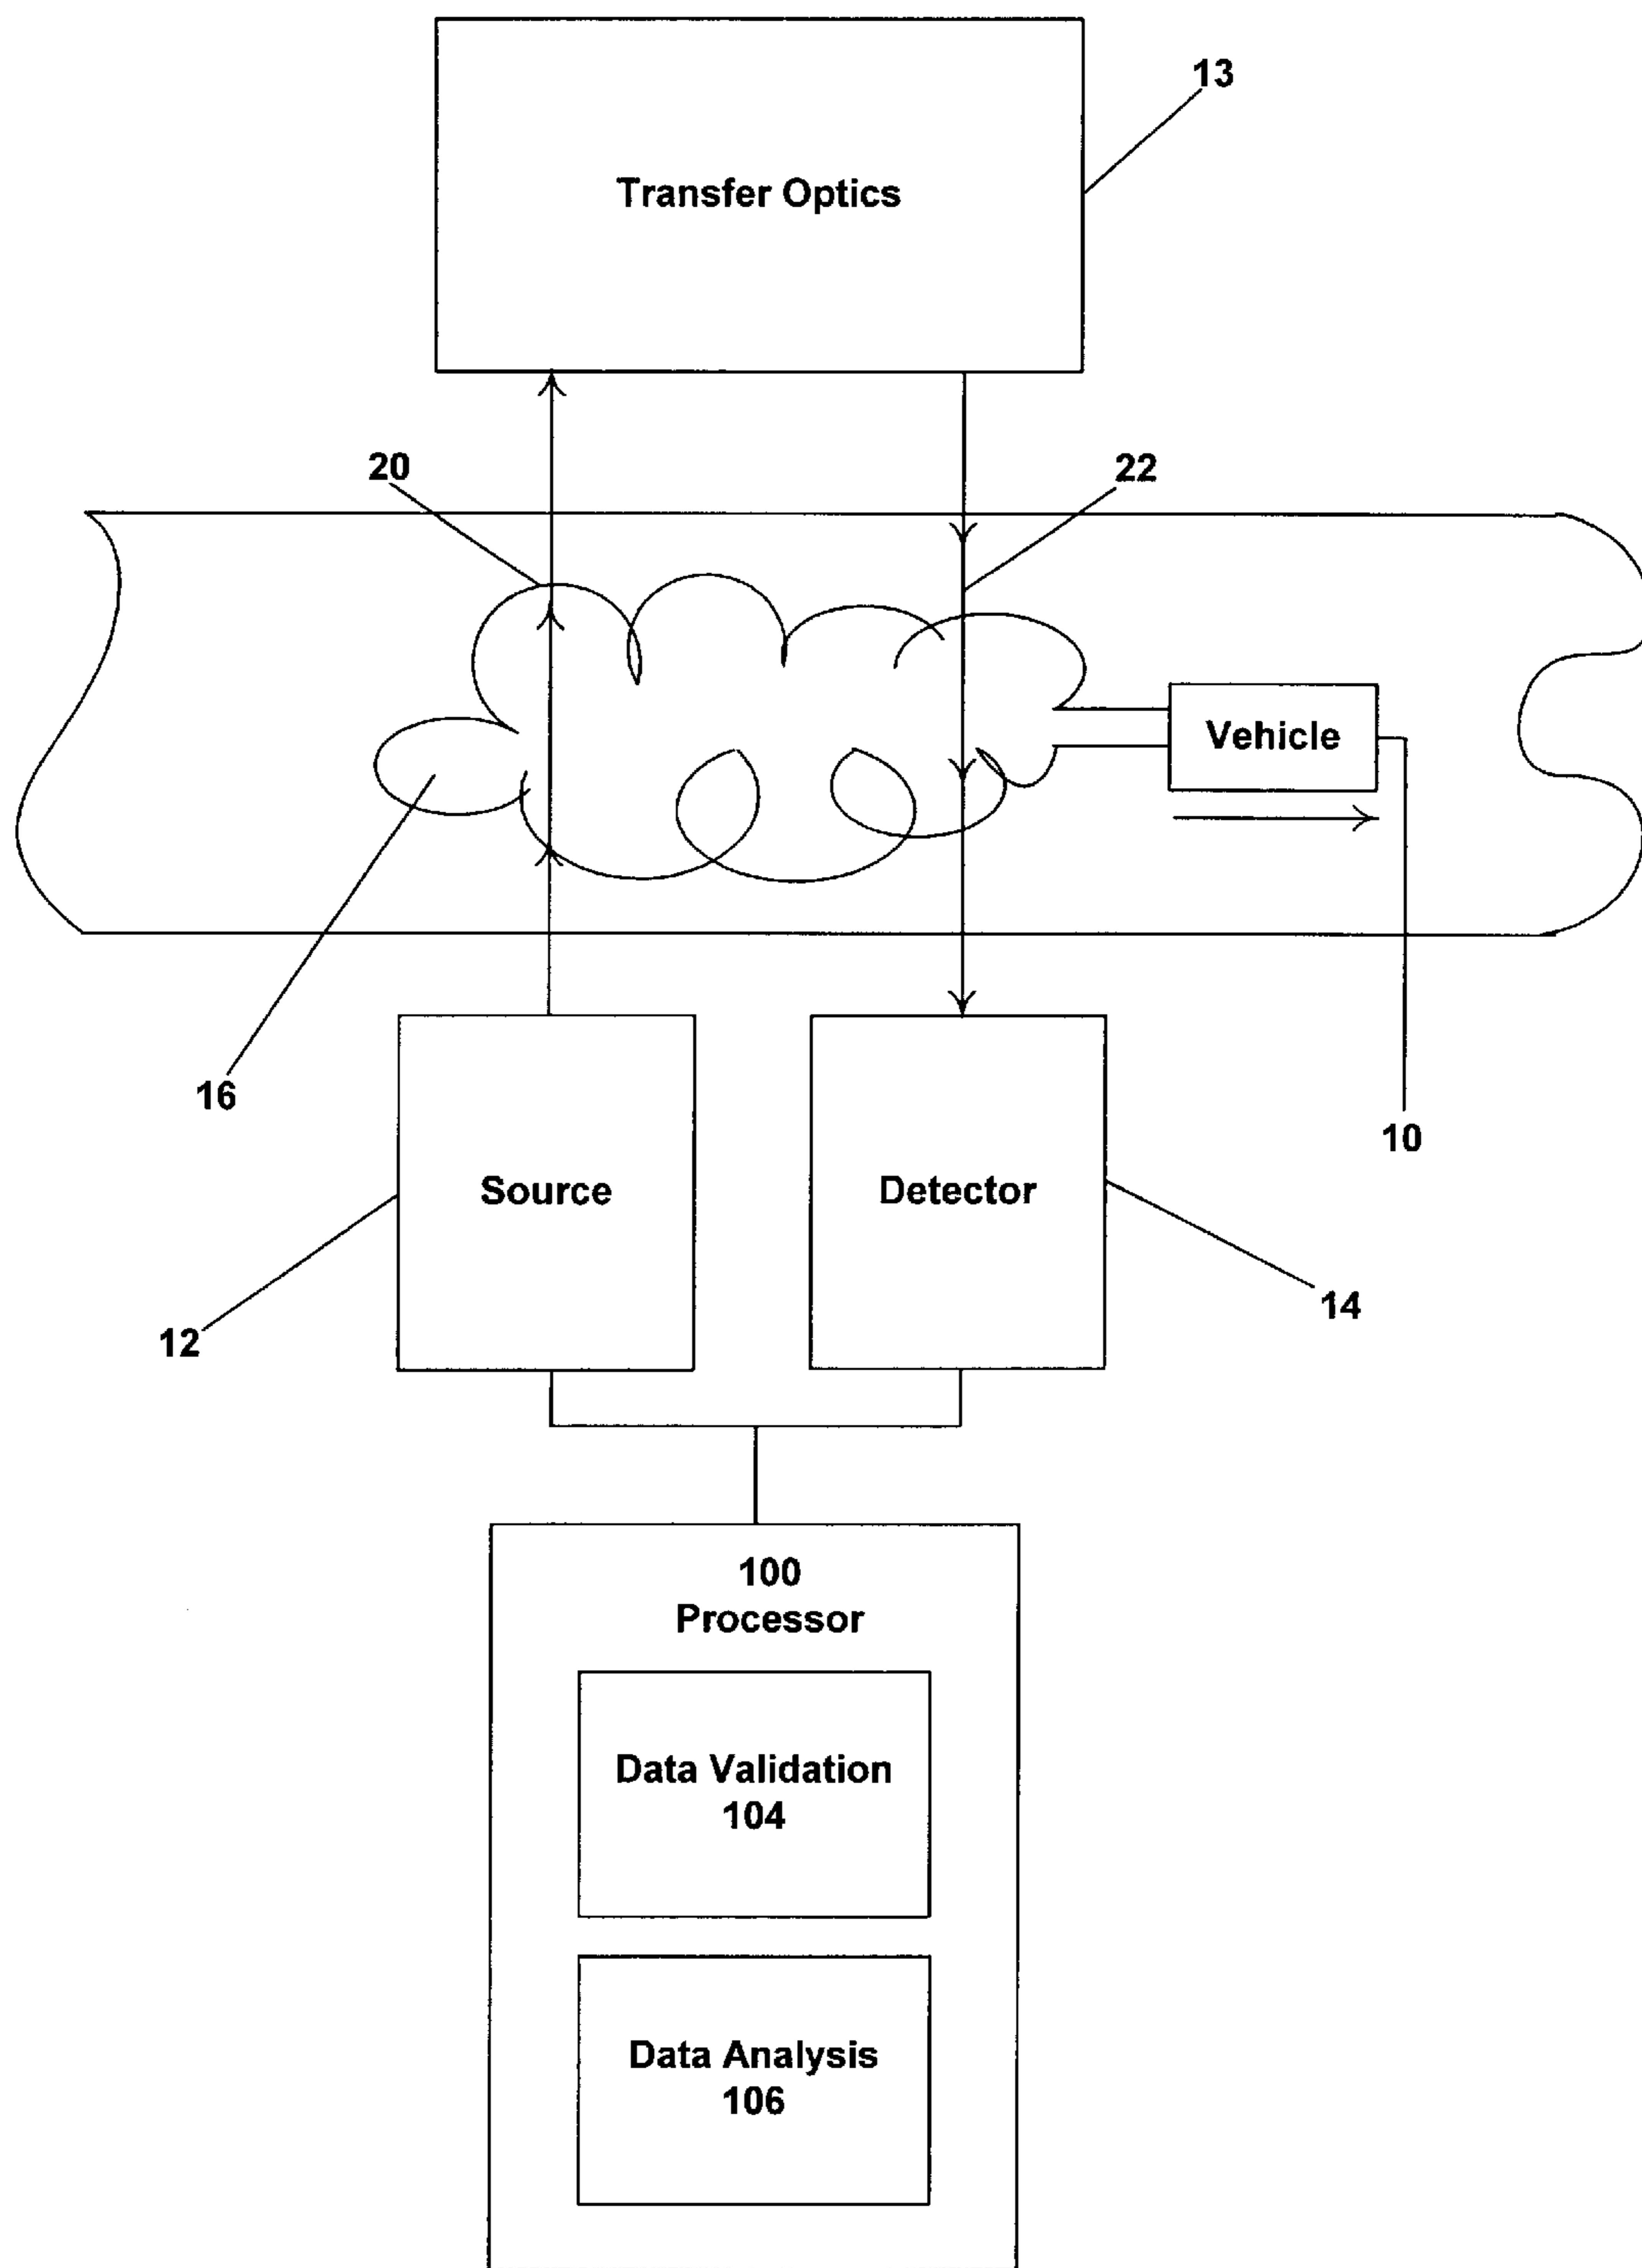 13
Transfer Optics
20
22
Vehicle
16
10
Source
Detector
12
14
100
Processor
Data Validation
104
Data Analysis
106